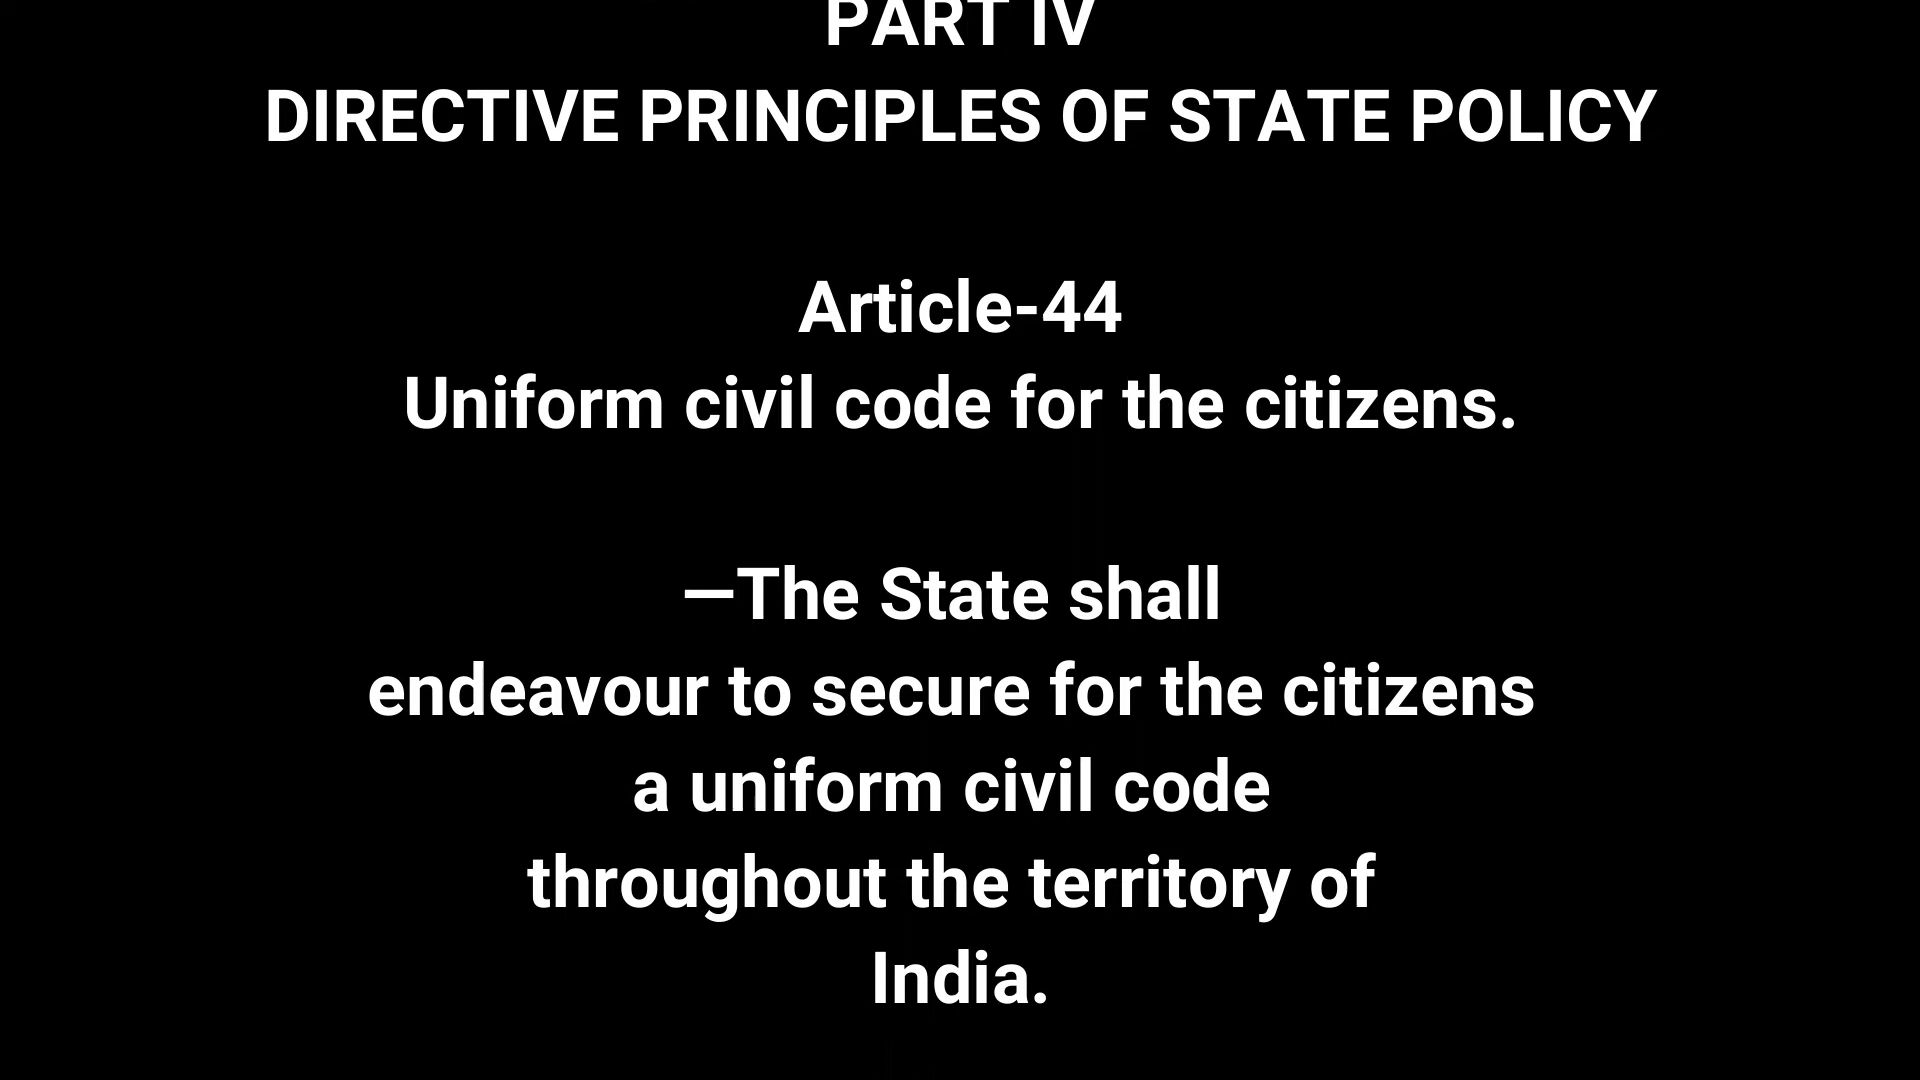 PART IV
DIRECTIVE PRINCIPLES OF STATE POLICY
Article-44
Uniform civil code for the citizens.
—The State shall
endeavour to secure for the citizens
a uniform civil code
throughout the territory of
India.